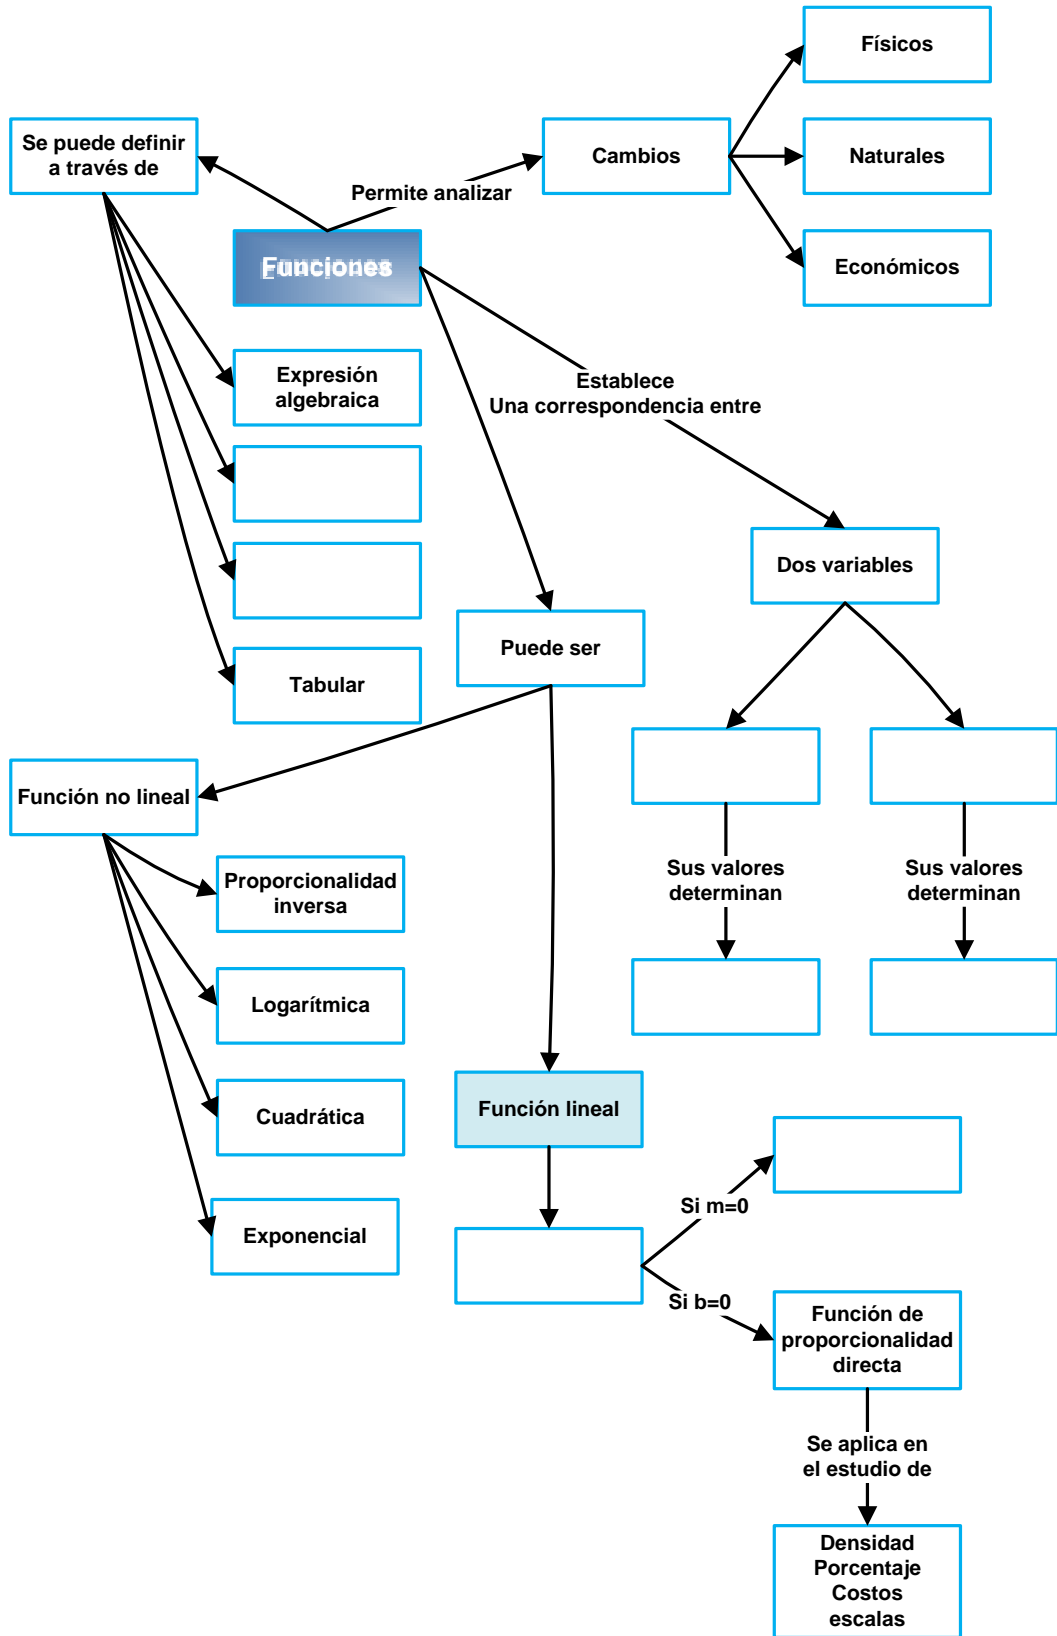 Físicos
Se puede definir
a través de
Cambios
Naturales
Permite analizar
Funciones
Económicos
Expresión
algebraica
Establece
Una correspondencia entre
Dos variables
Puede ser
Tabular
Función no lineal
Sus valores
determinan
Sus valores
determinan
Proporcionalidad
inversa
Logarítmica
Función lineal
Cuadrática
Si m=0
Exponencial
Si b=0
Función de
proporcionalidad
directa
Se aplica en
el estudio de
Densidad
Porcentaje
Costos
escalas